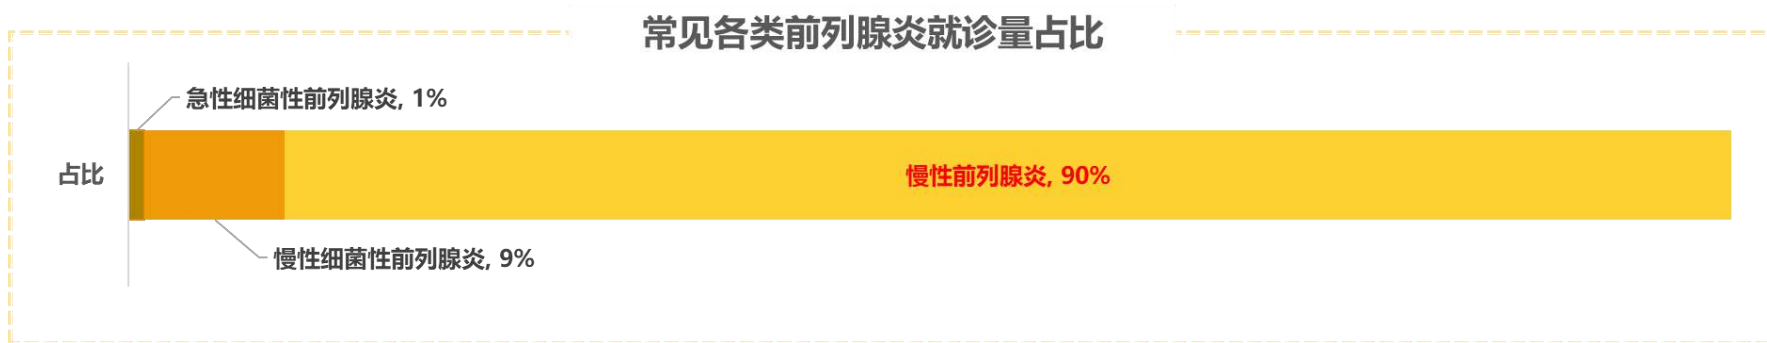 常见各类前列腺炎就诊量占比
急性细菌性前列腺炎, 1%
占比
慢性前列腺炎, 90%
慢性细菌性前列腺炎, 9%